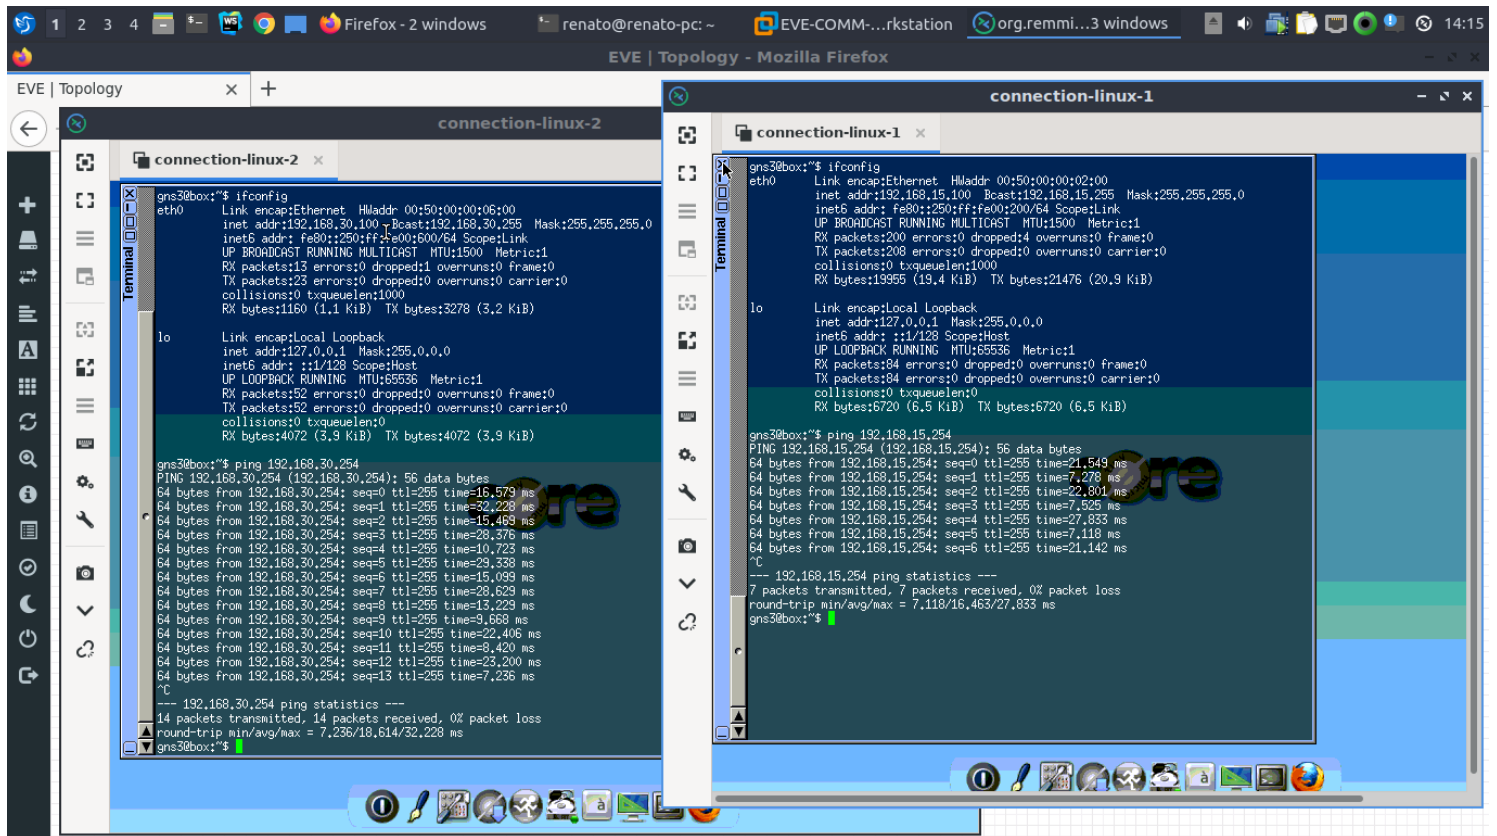 1 2 3 4 Firefox - 2 windows renato@renato-pc: ~ EVE-COMM-...rkstation org.remmi...3 windows 14:15
EVE | Topology - Mozilla Firefox
EVE | Topology
connection-linux-2
connection-linux-2
Terminal
gns3@box:~$ ifconfig
eth0 Link encap:Ethernet HWaddr 00:50:00:00:06:00
inet addr:192.168.30.100 Bcast:192.168.30.255 Mask:255.255.255.0
inet6 addr: fe80::250:ff:fe00:600/64 Scope:Link
UP BROADCAST RUNNING MULTICAST MTU:1500 Metric:1
RX packets:13 errors:0 dropped:1 overruns:0 frame:0
TX packets:23 errors:0 dropped:0 overruns:0 carrier:0
collisions:0 txqueuelen:1000
RX bytes:1160 (1.1 KiB) TX bytes:3278 (3.2 KiB)
lo Link encap:Local Loopback
inet addr:127.0.0.1 Mask:255.0.0.0
inet6 addr: ::1/128 Scope:Host
UP LOOPBACK RUNNING MTU:65536 Metric:1
RX packets:52 errors:0 dropped:0 overruns:0 frame:0
TX packets:52 errors:0 dropped:0 overruns:0 carrier:0
collisions:0 txqueuelen:0
RX bytes:4072 (3.9 KiB) TX bytes:4072 (3.9 KiB)
gns3@box:~$ ping 192.168.30.254
PING 192.168.30.254 (192.168.30.254): 56 data bytes
64 bytes from 192.168.30.254: seq=0 ttl=255 time=16.579 ms
64 bytes from 192.168.30.254: seq=1 ttl=255 time=32.228 ms
64 bytes from 192.168.30.254: seq=2 ttl=255 time=15.469 ms
64 bytes from 192.168.30.254: seq=3 ttl=255 time=28.376 ms
64 bytes from 192.168.30.254: seq=4 ttl=255 time=10.723 ms
64 bytes from 192.168.30.254: seq=5 ttl=255 time=29.338 ms
64 bytes from 192.168.30.254: seq=6 ttl=255 time=15.099 ms
64 bytes from 192.168.30.254: seq=7 ttl=255 time=28.629 ms
64 bytes from 192.168.30.254: seq=8 ttl=255 time=13.229 ms
64 bytes from 192.168.30.254: seq=9 ttl=255 time=9.668 ms
64 bytes from 192.168.30.254: seq=10 ttl=255 time=22.406 ms
64 bytes from 192.168.30.254: seq=11 ttl=255 time=8.420 ms
64 bytes from 192.168.30.254: seq=12 ttl=255 time=23.200 ms
64 bytes from 192.168.30.254: seq=13 ttl=255 time=7.236 ms
^C
--- 192.168.30.254 ping statistics ---
14 packets transmitted, 14 packets received, 0% packet loss
round-trip min/avg/max = 7.236/18.614/32.228 ms
gns3@box:~$
connection-linux-1
connection-linux-1
Terminal
gns3@box:~$ ifconfig
eth0 Link encap:Ethernet HWaddr 00:50:00:00:02:00
inet addr:192.168.15.100 Bcast:192.168.15.255 Mask:255.255.255.0
inet6 addr: fe80::250:ff:fe00:200/64 Scope:Link
UP BROADCAST RUNNING MULTICAST MTU:1500 Metric:1
RX packets:200 errors:0 dropped:4 overruns:0 frame:0
TX packets:208 errors:0 dropped:0 overruns:0 carrier:0
collisions:0 txqueuelen:1000
RX bytes:19955 (19.4 KiB) TX bytes:21476 (20.9 KiB)
lo Link encap:Local Loopback
inet addr:127.0.0.1 Mask:255.0.0.0
inet6 addr: ::1/128 Scope:Host
UP LOOPBACK RUNNING MTU:65536 Metric:1
RX packets:84 errors:0 dropped:0 overruns:0 frame:0
TX packets:84 errors:0 dropped:0 overruns:0 carrier:0
collisions:0 txqueuelen:0
RX bytes:6720 (6.5 KiB) TX bytes:6720 (6.5 KiB)
gns3@box:~$ ping 192.168.15.254
PING 192.168.15.254 (192.168.15.254): 56 data bytes
64 bytes from 192.168.15.254: seq=0 ttl=255 time=21.549 ms
64 bytes from 192.168.15.254: seq=1 ttl=255 time=7.278 ms
64 bytes from 192.168.15.254: seq=2 ttl=255 time=22.801 ms
64 bytes from 192.168.15.254: seq=3 ttl=255 time=7.525 ms
64 bytes from 192.168.15.254: seq=4 ttl=255 time=27.833 ms
64 bytes from 192.168.15.254: seq=5 ttl=255 time=7.118 ms
64 bytes from 192.168.15.254: seq=6 ttl=255 time=21.142 ms
^C
--- 192.168.15.254 ping statistics ---
7 packets transmitted, 7 packets received, 0% packet loss
round-trip min/avg/max = 7.118/16.463/27.833 ms
gns3@box:~$